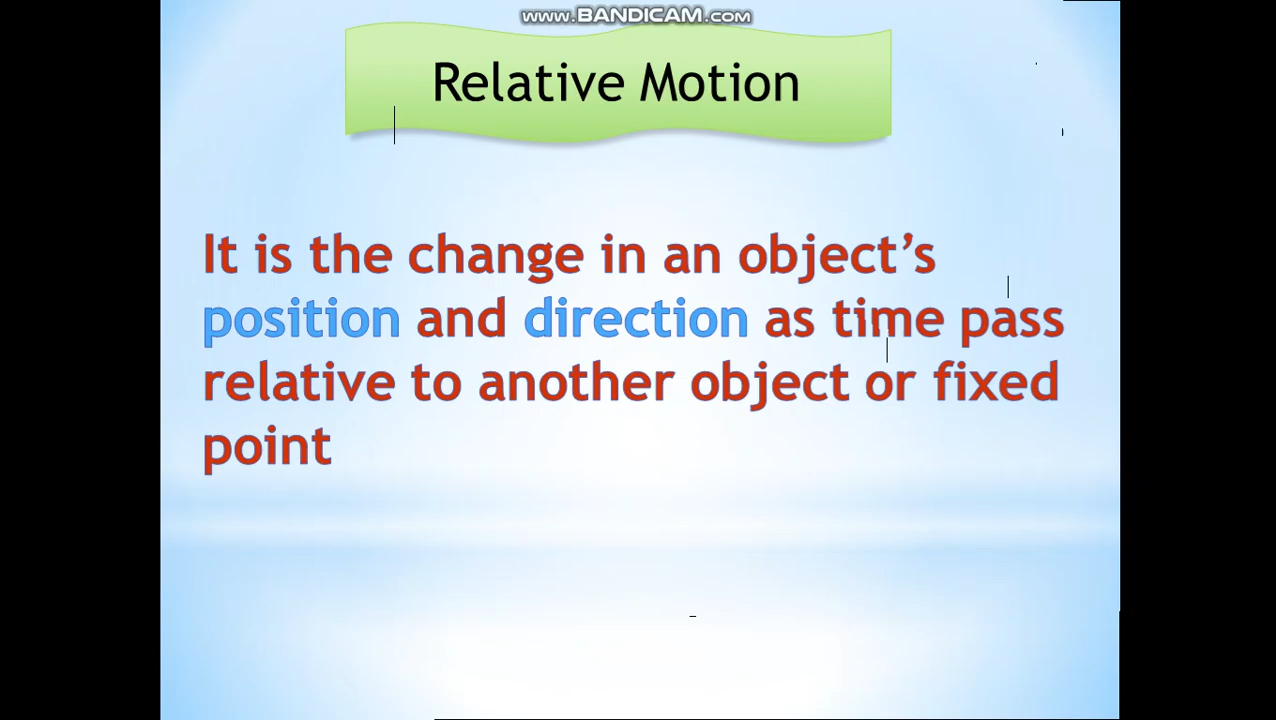 www.BANDICAM.com
Relative Motion
It is the change in an object’s
position and direction as time pass
relative to another object or fixed
point